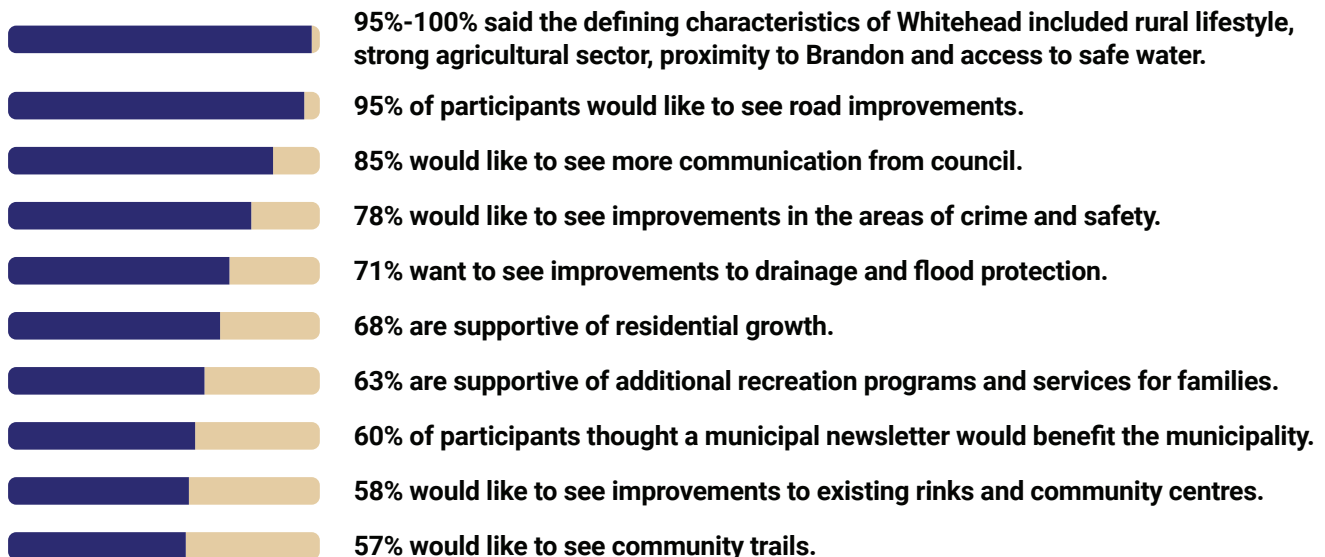 95%-100% said the defining characteristics of Whitehead included rural lifestyle,
strong agricultural sector, proximity to Brandon and access to safe water.
95% of participants would like to see road improvements.
85% would like to see more communication from council.
78% would like to see improvements in the areas of crime and safety.
71% want to see improvements to drainage and flood protection.
68% are supportive of residential growth.
63% are supportive of additional recreation programs and services for families.
60% of participants thought a municipal newsletter would benefit the municipality.
58% would like to see improvements to existing rinks and community centres.
57% would like to see community trails.